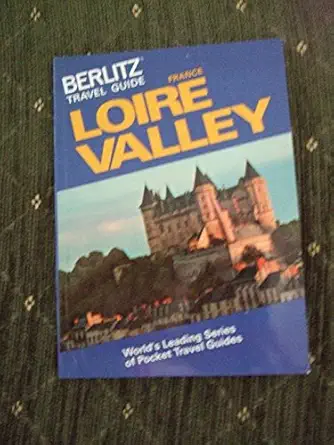 BERLITZ®
TRAVEL GUIDE
FRANCE
LOIRE
VALLEY
World's Leading Series
of Pocket Travel Guides